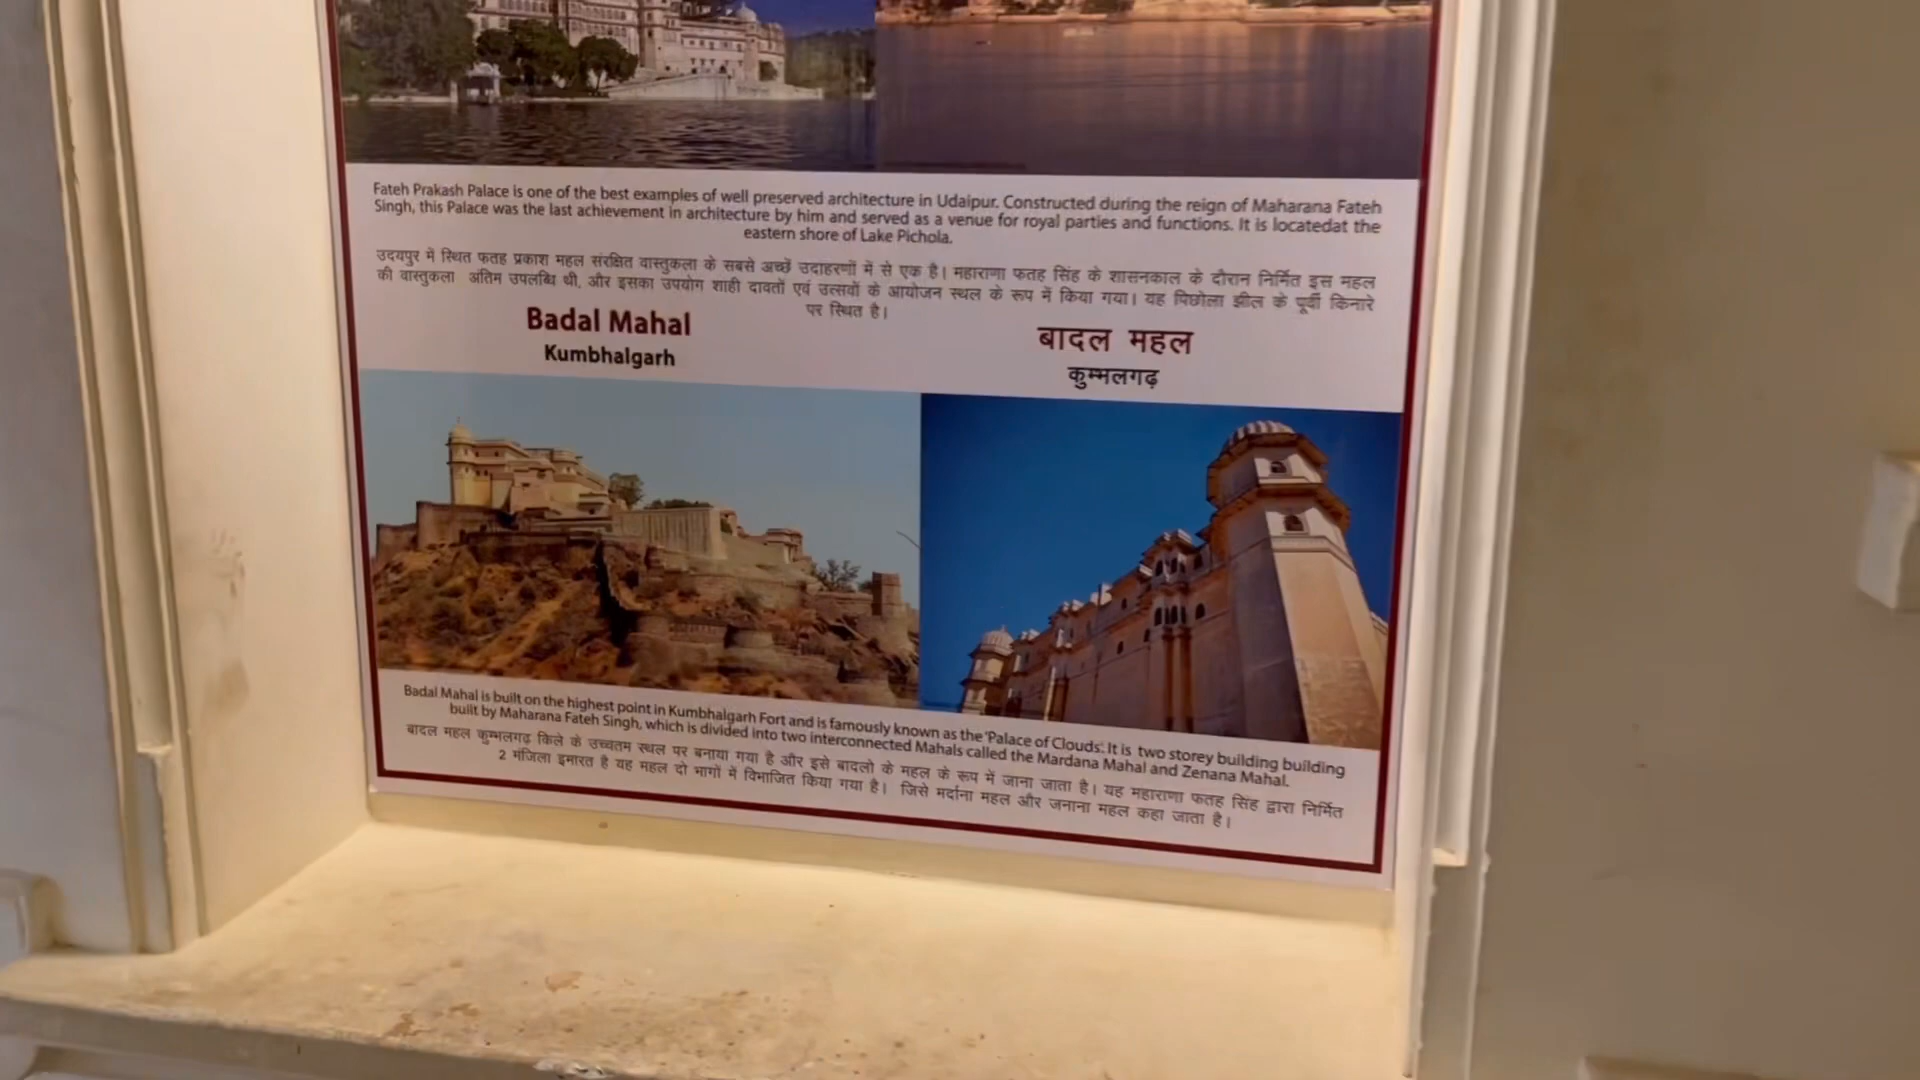 Fateh Prakash Palace is one of the best examples of well preserved architecture in Udaipur. Constructed during the reign of Maharana Fateh
Singh, this Palace was the last achievement in architecture by him and served as a venue for royal parties and functions. It is locatedat the
eastern shore of Lake Pichola.
उदयपुर में स्थित फतह प्रकाश महल संरक्षित वास्तुकला के सबसे अच्छें उदाहरणों में से एक है। महाराणा फतह सिंह के शासनकाल के दौरान निर्मित इस महल
की वास्तुकला अंतिम उपलब्धि थी, और इसका उपयोग शाही दावतों एवं उत्सवों के आयोजन स्थल के रूप में किया गया। यह पिछोला झील के पूर्वी किनारे
पर स्थित है।
Badal Mahal
Kumbhalgarh
बादल महल
कुम्भलगढ़
Badal Mahal is built on the highest point in Kumbhalgarh Fort and is famously known as the 'Palace of Clouds'. It is two storey building building
built by Maharana Fateh Singh, which is divided into two interconnected Mahals called the Mardana Mahal and Zenana Mahal.
बादल महल कुम्भलगढ़ किले के उच्चतम स्थल पर बनाया गया है और इसे बादलो के महल के रूप में जाना जाता है। यह महाराणा फतह सिंह द्वारा निर्मित
2 मंजिला इमारत है यह महल दो भागों में विभाजित किया गया है। जिसे मर्दाना महल और जनाना महल कहा जाता है।